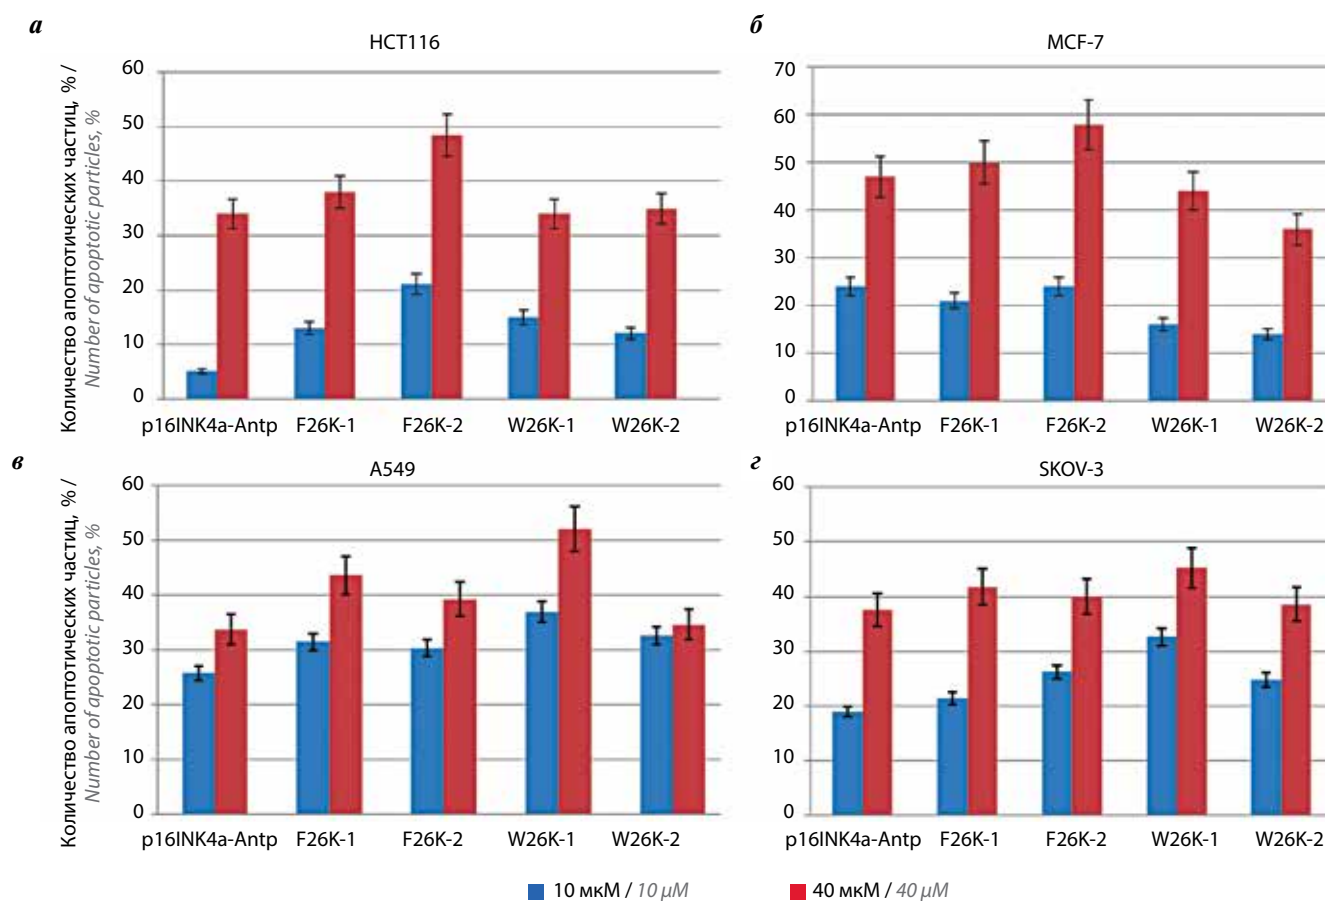 а
HCT116
Количество апоптотических частиц, % /
Number of apoptotic particles, %
60
50
40
30
20
10
0
p16INK4a-Antp F26K-1 F26K-2 W26K-1 W26K-2
б
MCF-7
70
60
50
40
30
20
10
0
p16INK4a-Antp F26K-1 F26K-2 W26K-1 W26K-2
в
A549
Количество апоптотических частиц, % /
Number of apoptotic particles, %
60
50
40
30
20
10
0
p16INK4a-Antp F26K-1 F26K-2 W26K-1 W26K-2
г
SKOV-3
60
50
40
30
20
10
0
p16INK4a-Antp F26K-1 F26K-2 W26K-1 W26K-2
10 мкМ / 10 μM
40 мкМ / 40 μM